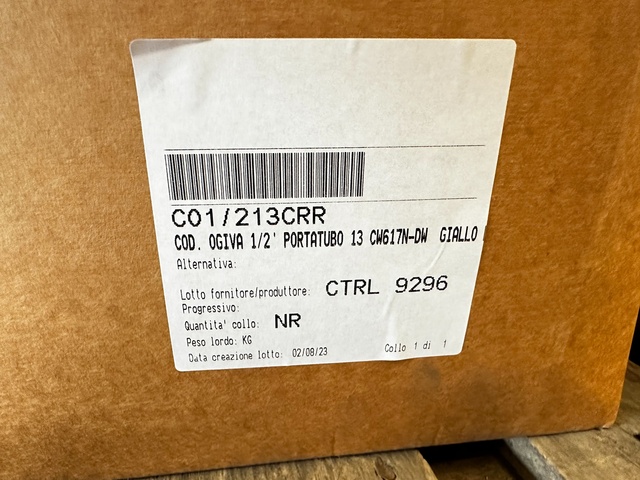 C01/213CRR
COD. OGIVA 1/2' PORTATUBO 13 CW617N-DW GIALLO
Alternativa:
Lotto fornitore/produttore: CTRL 9296
Progressivo:
Quantita' collo: NR
Peso lordo: KG
Data creazione lotto: 02/08/23 Collo 1 di 1